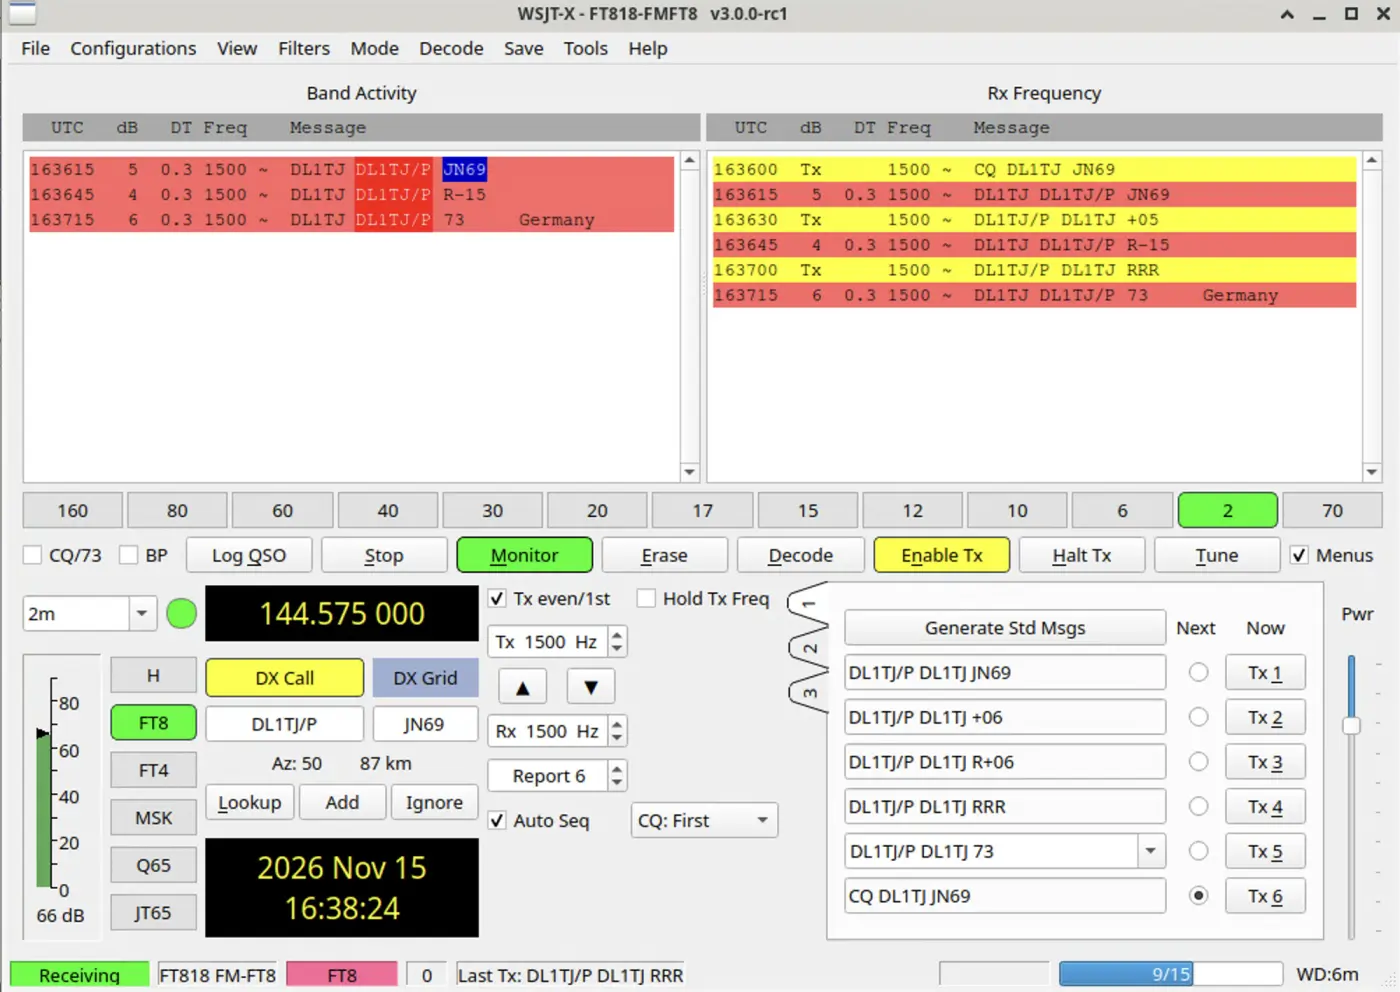 WSJT-X - FT818-FMFT8 v3.0.0-rc1
File Configurations View Filters Mode Decode Save Tools Help
Band Activity
UTC dB DT Freq Message
163615 5 0.3 1500 ~ DL1TJ DL1TJ/P JN69
163645 4 0.3 1500 ~ DL1TJ DL1TJ/P R-15
163715 6 0.3 1500 ~ DL1TJ DL1TJ/P 73 Germany
Rx Frequency
UTC dB DT Freq Message
163600 Tx 1500 ~ CQ DL1TJ JN69
163615 5 0.3 1500 ~ DL1TJ DL1TJ/P JN69
163630 Tx 1500 ~ DL1TJ/P DL1TJ +05
163645 4 0.3 1500 ~ DL1TJ DL1TJ/P R-15
163700 Tx 1500 ~ DL1TJ/P DL1TJ RRR
163715 6 0.3 1500 ~ DL1TJ DL1TJ/P 73 Germany
160 80 60 40 30 20 17 15 12 10 6 2 70
CQ/73 BP Log QSO Stop Monitor Erase Decode Enable Tx Halt Tx Tune Menus
2m
144.575 000
Tx even/1st Hold Tx Freq
Tx 1500 Hz
80
60
40
20
0
66 dB
H
FT8
FT4
MSK
Q65
JT65
DX Call DX Grid
DL1TJ/P JN69
Az: 50 87 km
Lookup Add Ignore
2026 Nov 15
16:38:24
▲ ▼
Rx 1500 Hz
Report 6
Auto Seq CQ: First
1
2
3
Generate Std Msgs Next Now
DL1TJ/P DL1TJ JN69 Tx 1
DL1TJ/P DL1TJ +06 Tx 2
DL1TJ/P DL1TJ R+06 Tx 3
DL1TJ/P DL1TJ RRR Tx 4
DL1TJ/P DL1TJ 73 Tx 5
CQ DL1TJ JN69 Tx 6
Pwr
Receiving FT818 FM-FT8 FT8 0 Last Tx: DL1TJ/P DL1TJ RRR 9/15 WD:6m